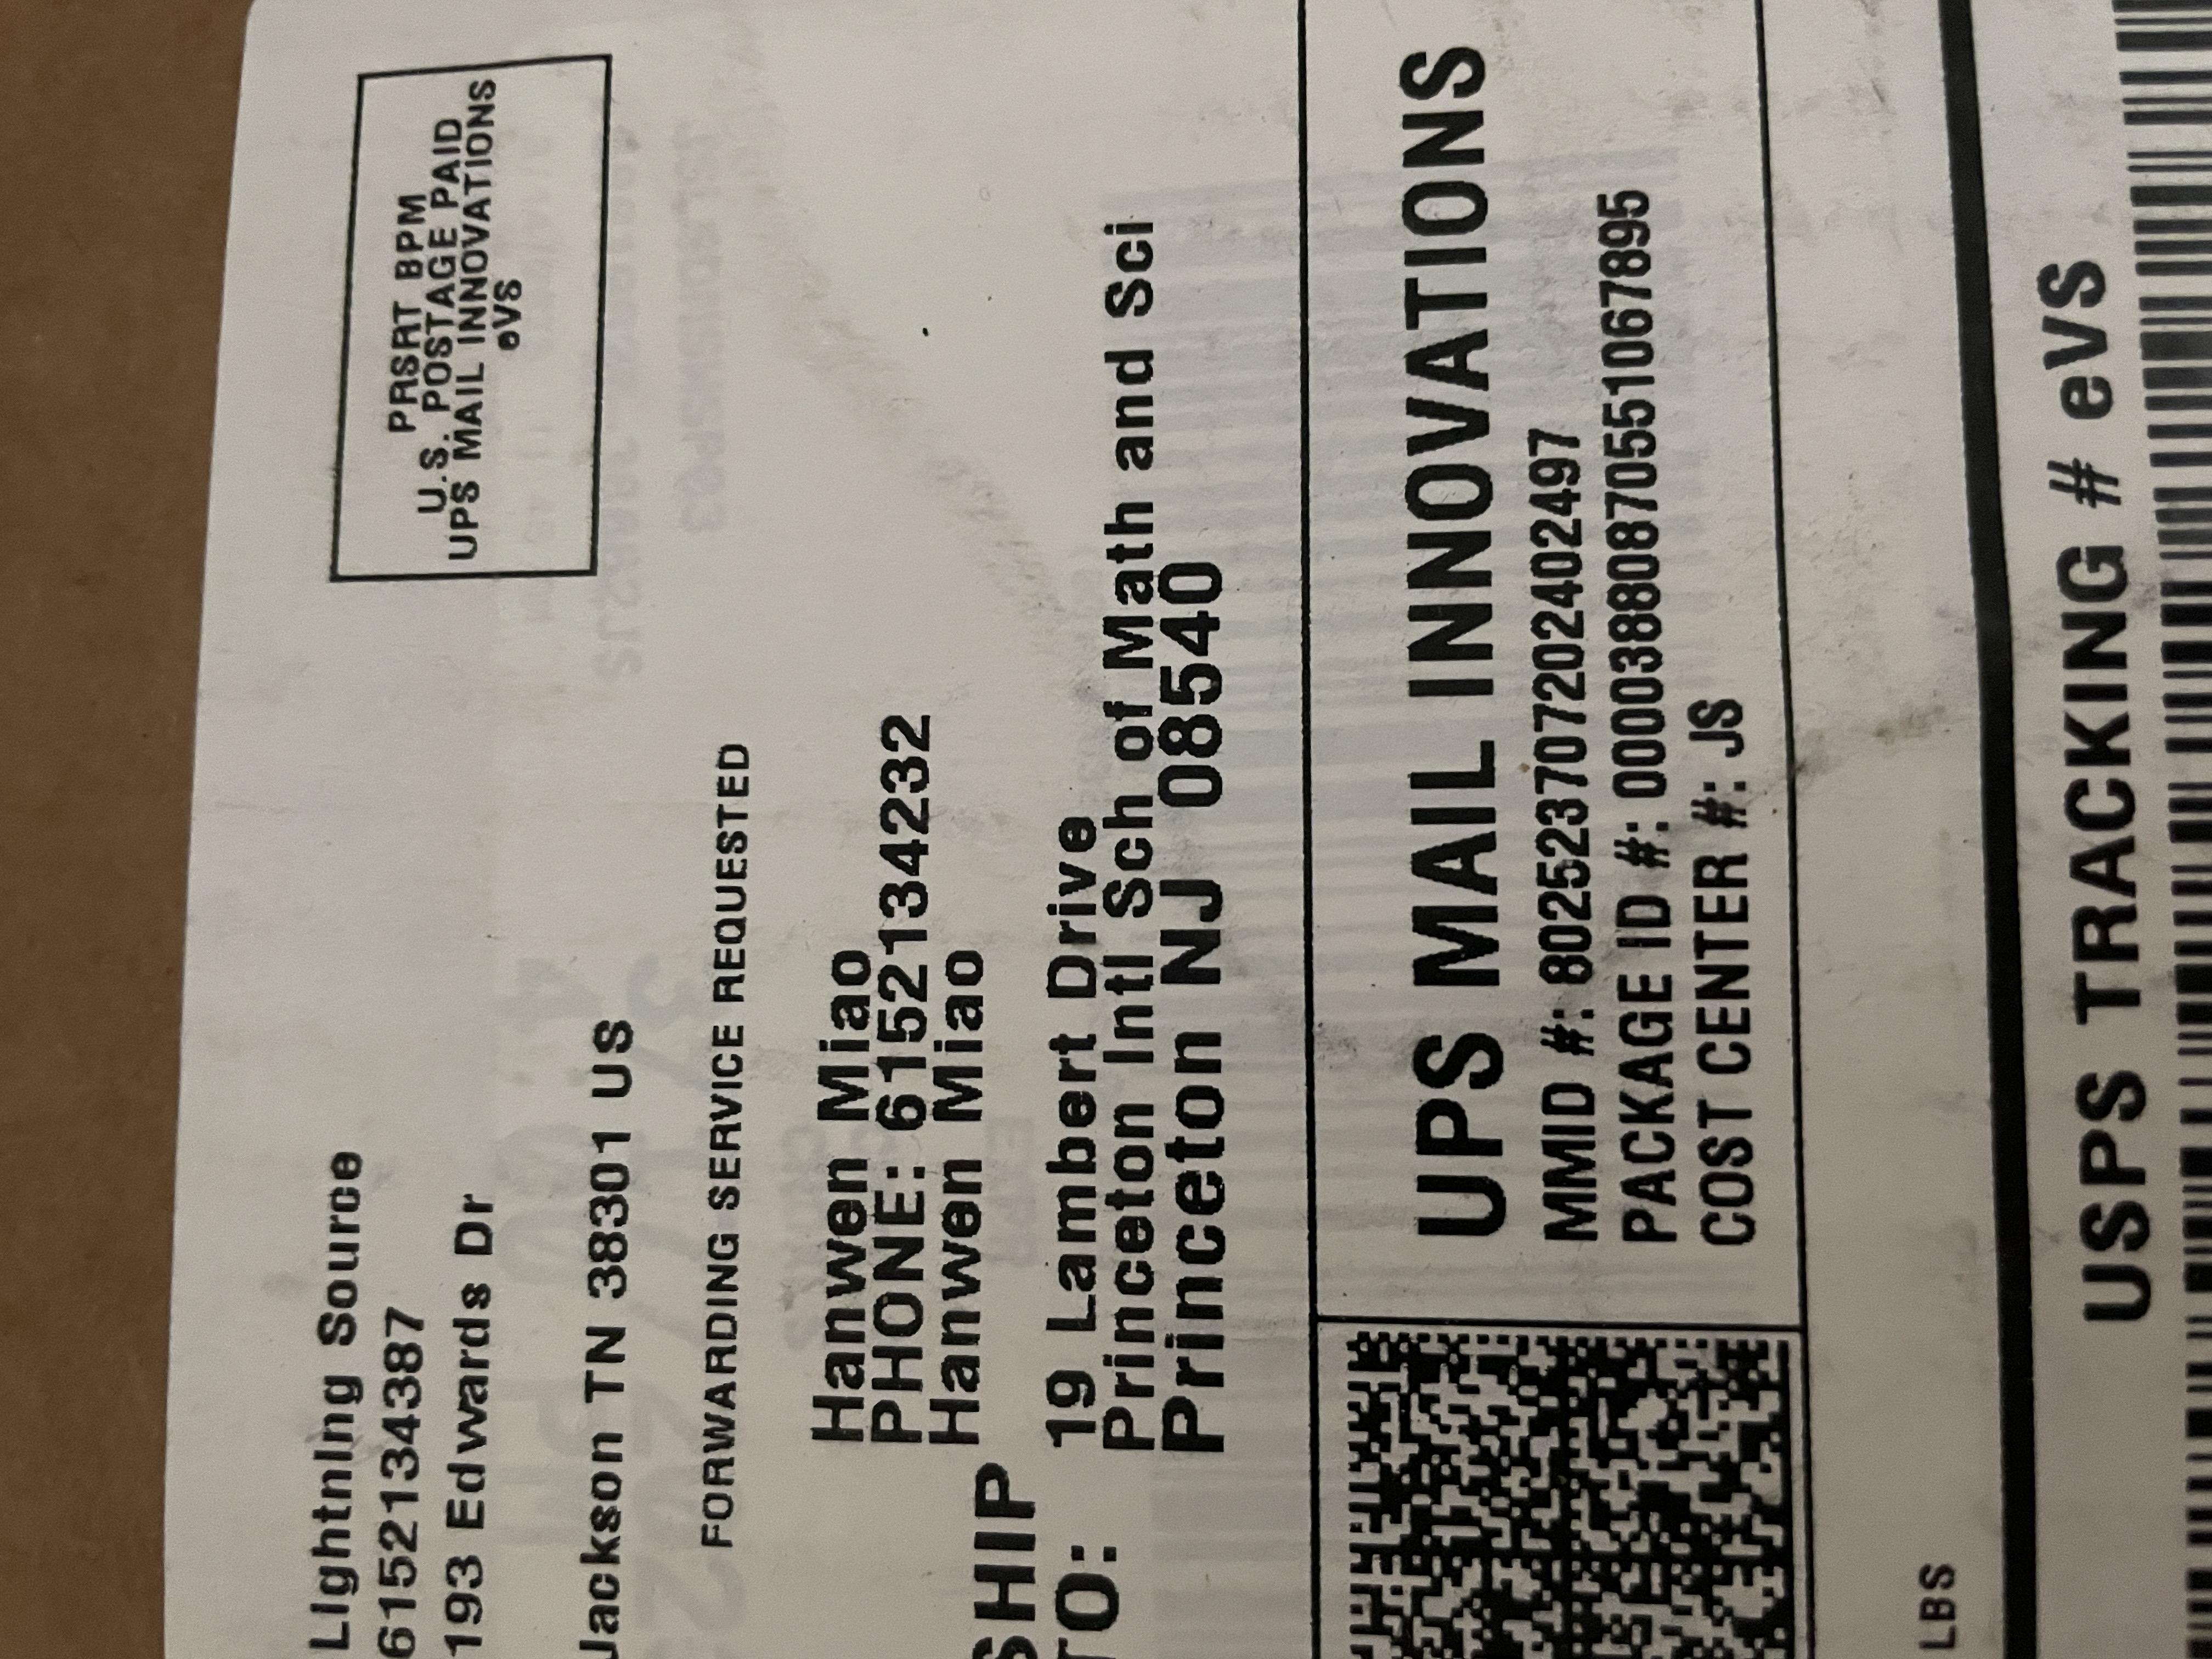 Lightning Source
6152134387
193 Edwards Dr
Jackson TN 38301 US
PRSRT BPM
U.S. POSTAGE PAID
UPS MAIL INNOVATIONS
eVS
FORWARDING SERVICE REQUESTED
Hanwen Miao
PHONE: 6152134232
Hanwen Miao
SHIP
TO:
19 Lambert Drive
Princeton Intl Sch of Math and Sci
Princeton NJ 08540
UPS MAIL INNOVATIONS
MMID #: 802523707202402497
PACKAGE ID #: 00003880870551067895
COST CENTER #: JS
LBS
USPS TRACKING # eVS